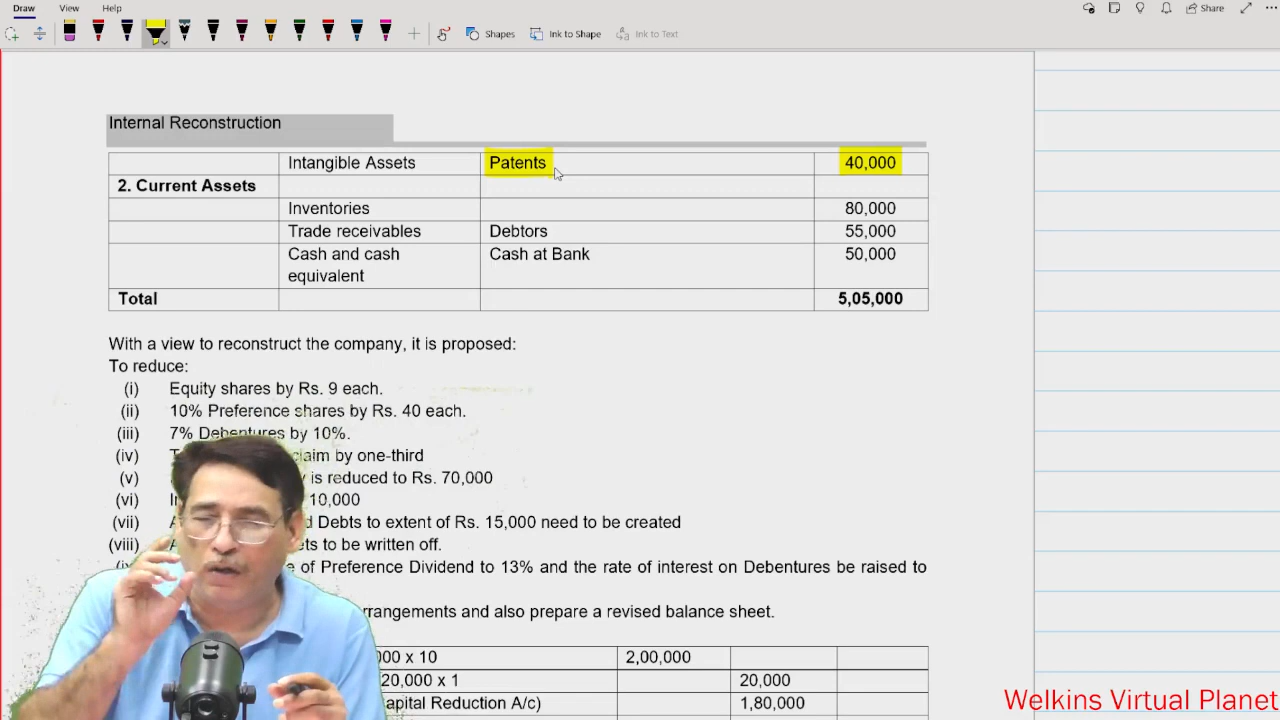 Draw View Help
Shapes Ink to Shape Ink to Text Share
Internal Reconstruction
Intangible Assets Patents 40,000
2. Current Assets
Inventories 80,000
Trade receivables Debtors 55,000
Cash and cash Cash at Bank 50,000
equivalent
Total 5,05,000
With a view to reconstruct the company, it is proposed:
To reduce:
(i) Equity shares by Rs. 9 each.
(ii) 10% Preference shares by Rs. 40 each.
(iii) 7% Debentures by 10%.
(iv) claim by one-third
(v) is reduced to Rs. 70,000
(vi) 10,000
(vii) Debts to extent of Rs. 15,000 need to be created
(viii) to be written off.
of Preference Dividend to 13% and the rate of interest on Debentures be raised to
and also prepare a revised balance sheet.
x 10 2,00,000
20,000 x 1 20,000
Reduction A/c) 1,80,000
Welkins Virtual Planet